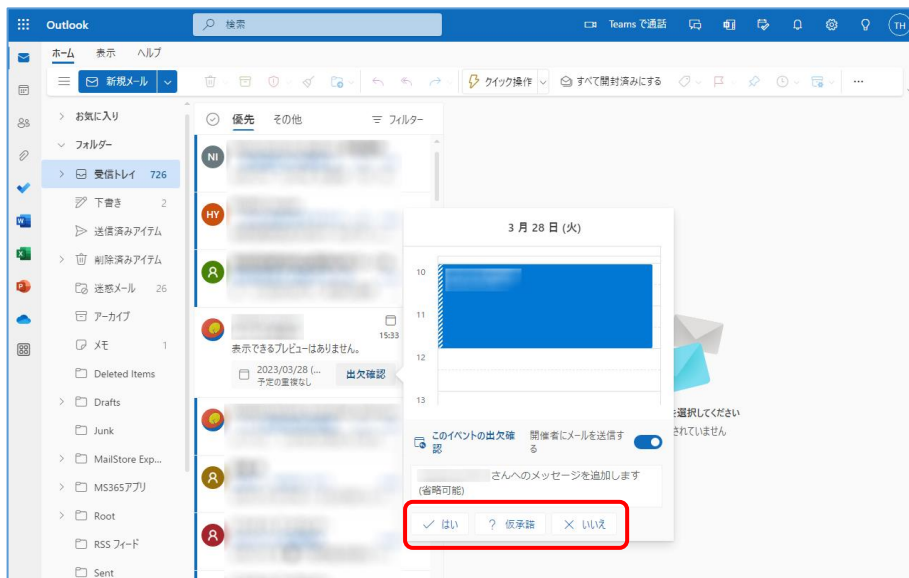 Outlook
検索
Teams で通話
TH
ホーム 表示 ヘルプ
新規メール
クイック操作
すべて開封済みにする
お気に入り
フォルダー
受信トレイ 726
下書き 2
送信済みアイテム
削除済みアイテム
迷惑メール 26
アーカイブ
メモ 1
Deleted Items
Drafts
Junk
MailStore Exp...
MS365アプリ
Root
RSS フィード
Sent
優先 その他 フィルター
NI
HY
15:33
表示できるプレビューはありません。
2023/03/28 (...
予定の重複なし
出欠確認
3 月 28 日 (火)
10
11
12
13
このイベントの出欠確
認
開催者にメールを送信す
る
さんへのメッセージを追加します
(省略可能)
はい ? 仮承諾 いいえ
を選択してください
されていません